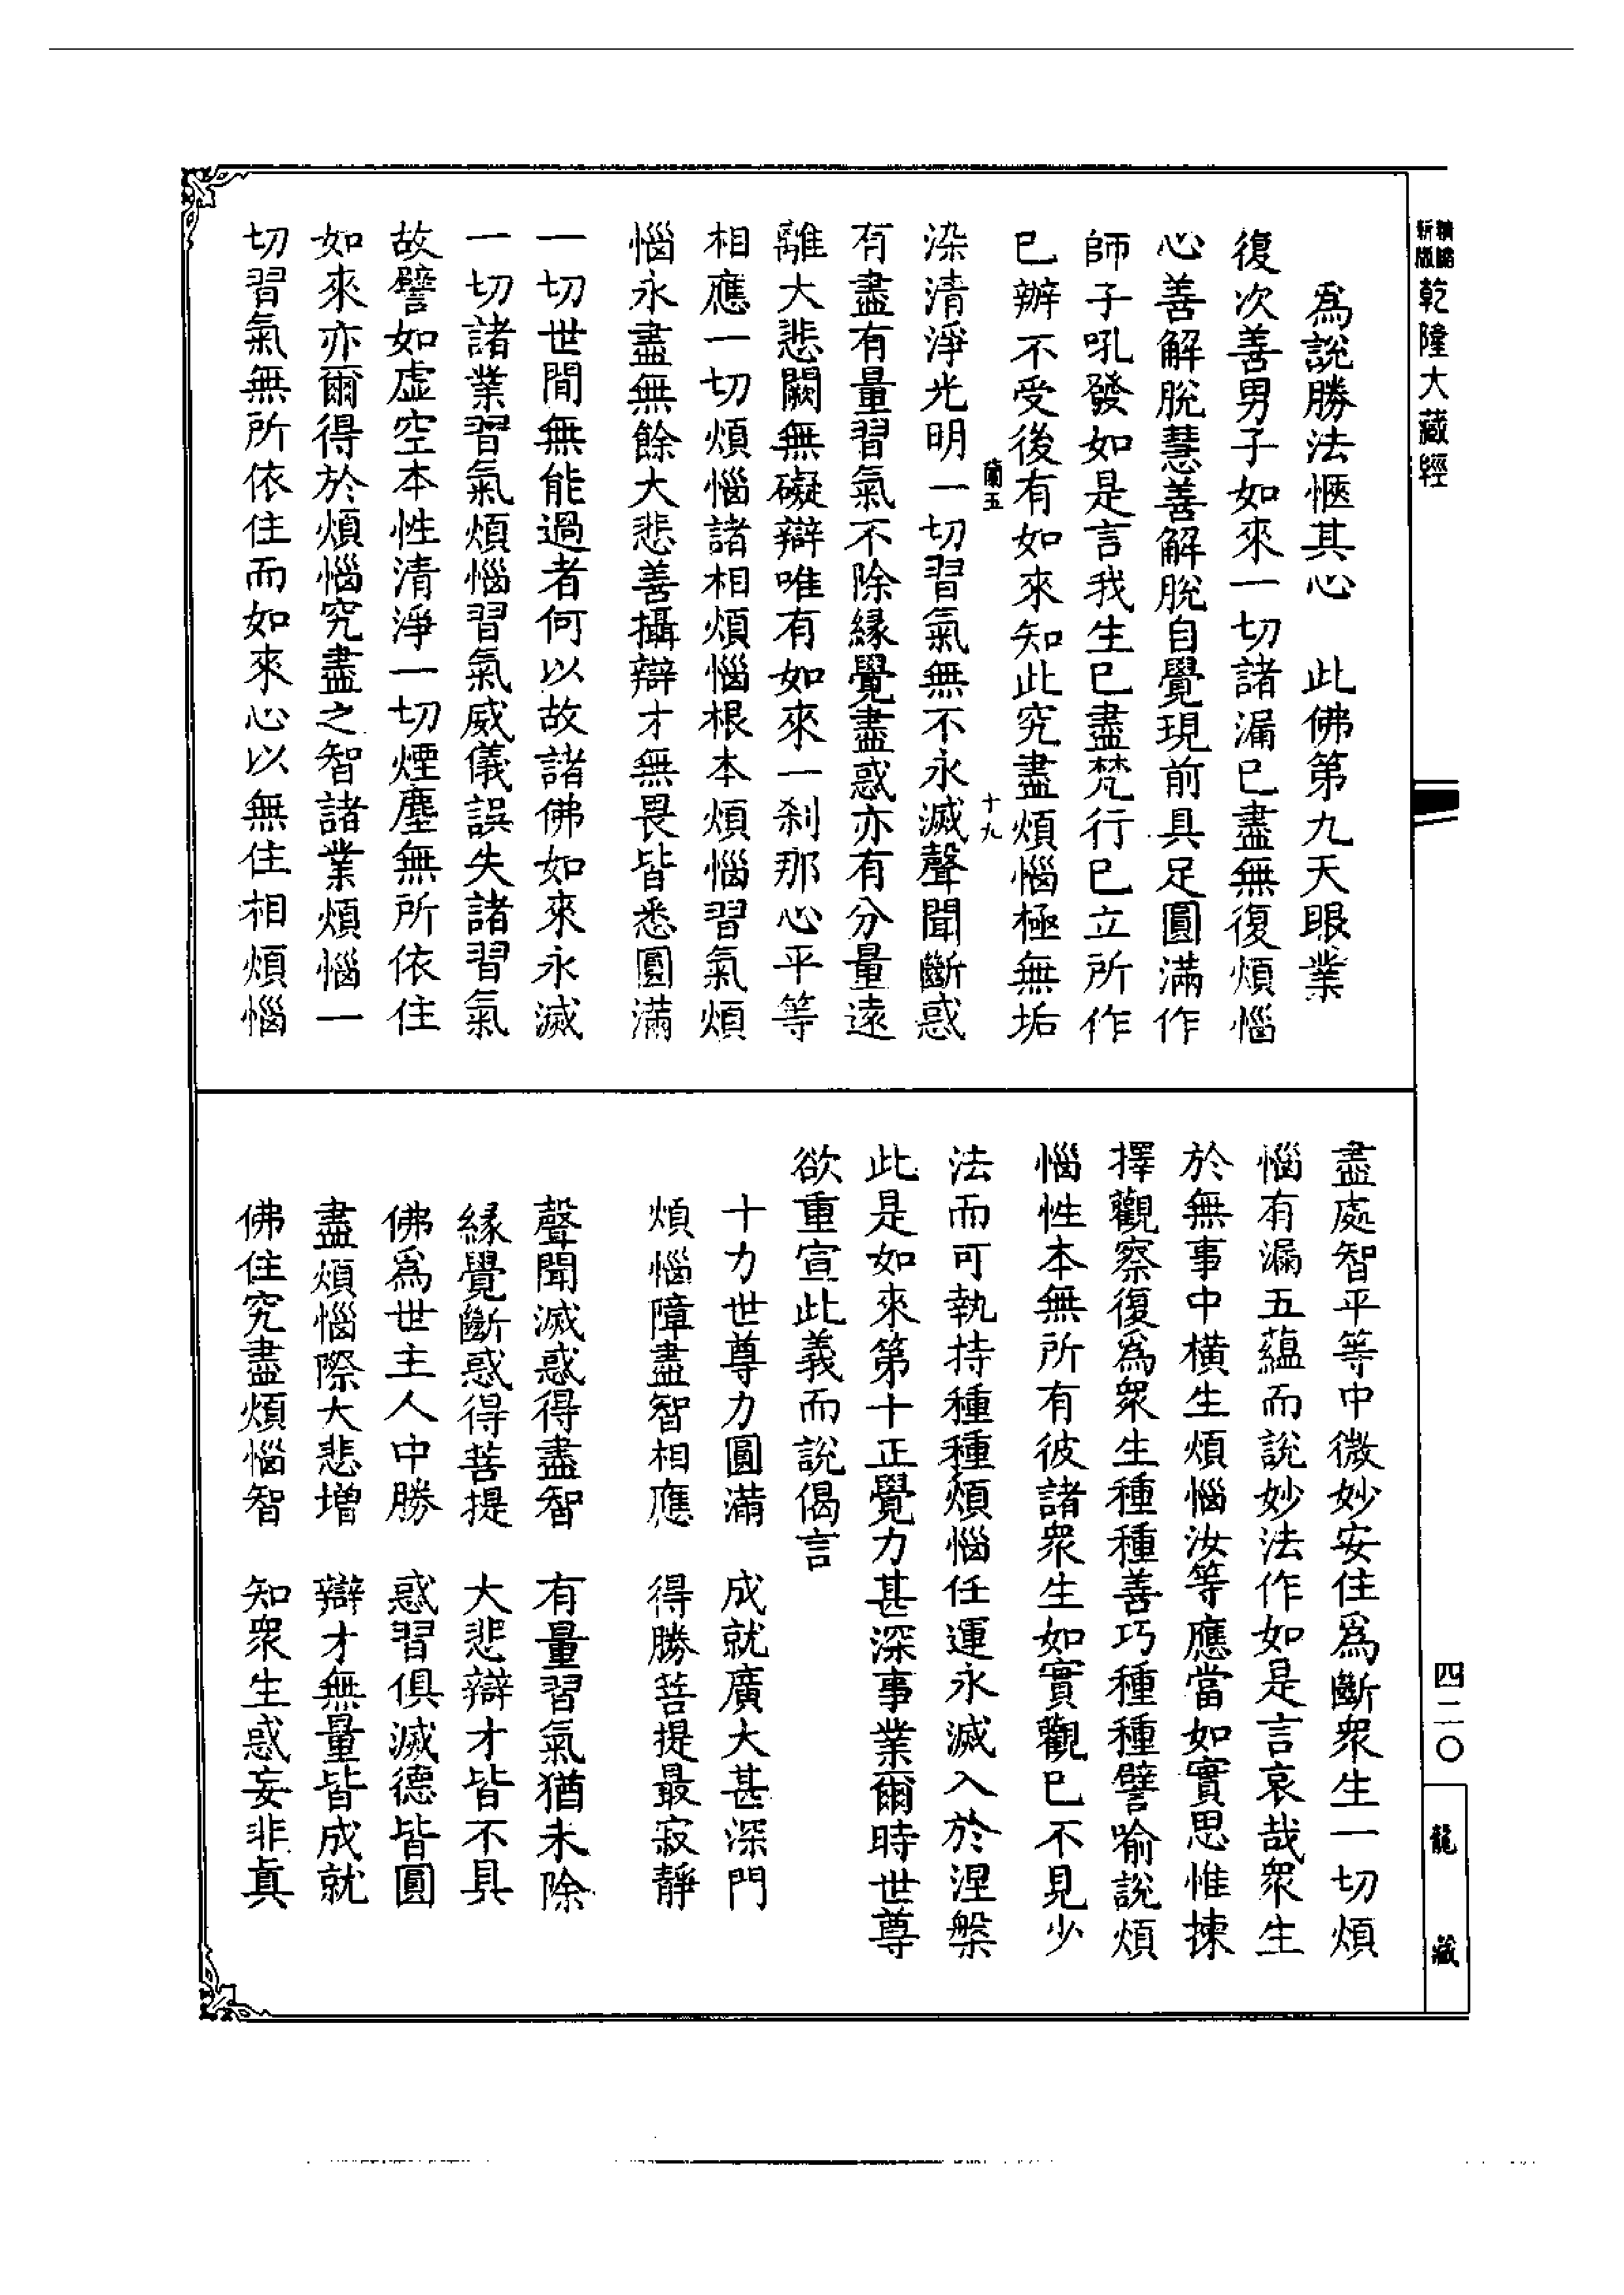 新版
乾隆大藏經
爲說勝法愜其心　此佛第九天眼業
復次善男子如來一切諸漏已盡無復煩惱
心善解脫慧善解脫自覺現前具足圓滿作
師子吼發如是言我生已盡梵行已立所作
已辦不受後有如來知此究盡煩惱極無垢
蘭五　十九
染清淨光明一切習氣無不永滅聲聞斷惑
有盡有量習氣不除緣覺盡惑亦有分量遠
離大悲闕無礙辯唯有如來一剎那心平等
相應一切煩惱諸相煩惱根本煩惱習氣煩
惱永盡無餘大悲善攝辯才無畏皆悉圓滿
一切世間無能過者何以故諸佛如來永滅
一切諸業習氣煩惱習氣威儀誤失諸習氣
故譬如虛空本性清淨一切煙塵無所依住
如來亦爾得於煩惱究盡之智諸業煩惱一
切習氣無所依住而如來心以無住相煩惱
盡處智平等中微妙安住爲斷衆生一切煩
惱有漏五蘊而說妙法作如是言哀哉衆生
於無事中橫生煩惱汝等應當如實思惟揀
擇觀察復爲衆生種種善巧種種譬喻說煩
惱性本無所有彼諸衆生如實觀已不見少
法而可執持種種煩惱任運永滅入於涅槃
此是如來第十正覺力甚深事業爾時世尊
欲重宣此義而說偈言
十力世尊力圓滿　成就廣大甚深門
煩惱障盡智相應　得勝菩提最寂靜
聲聞滅惑得盡智　有量習氣猶未除
緣覺斷惑得菩提　大悲辯才皆不具
佛爲世主人中勝　惑習俱滅德皆圓
盡煩惱際大悲增　辯才無量皆成就
佛住究盡煩惱智　知衆生惑妄非眞
四二〇
龍藏